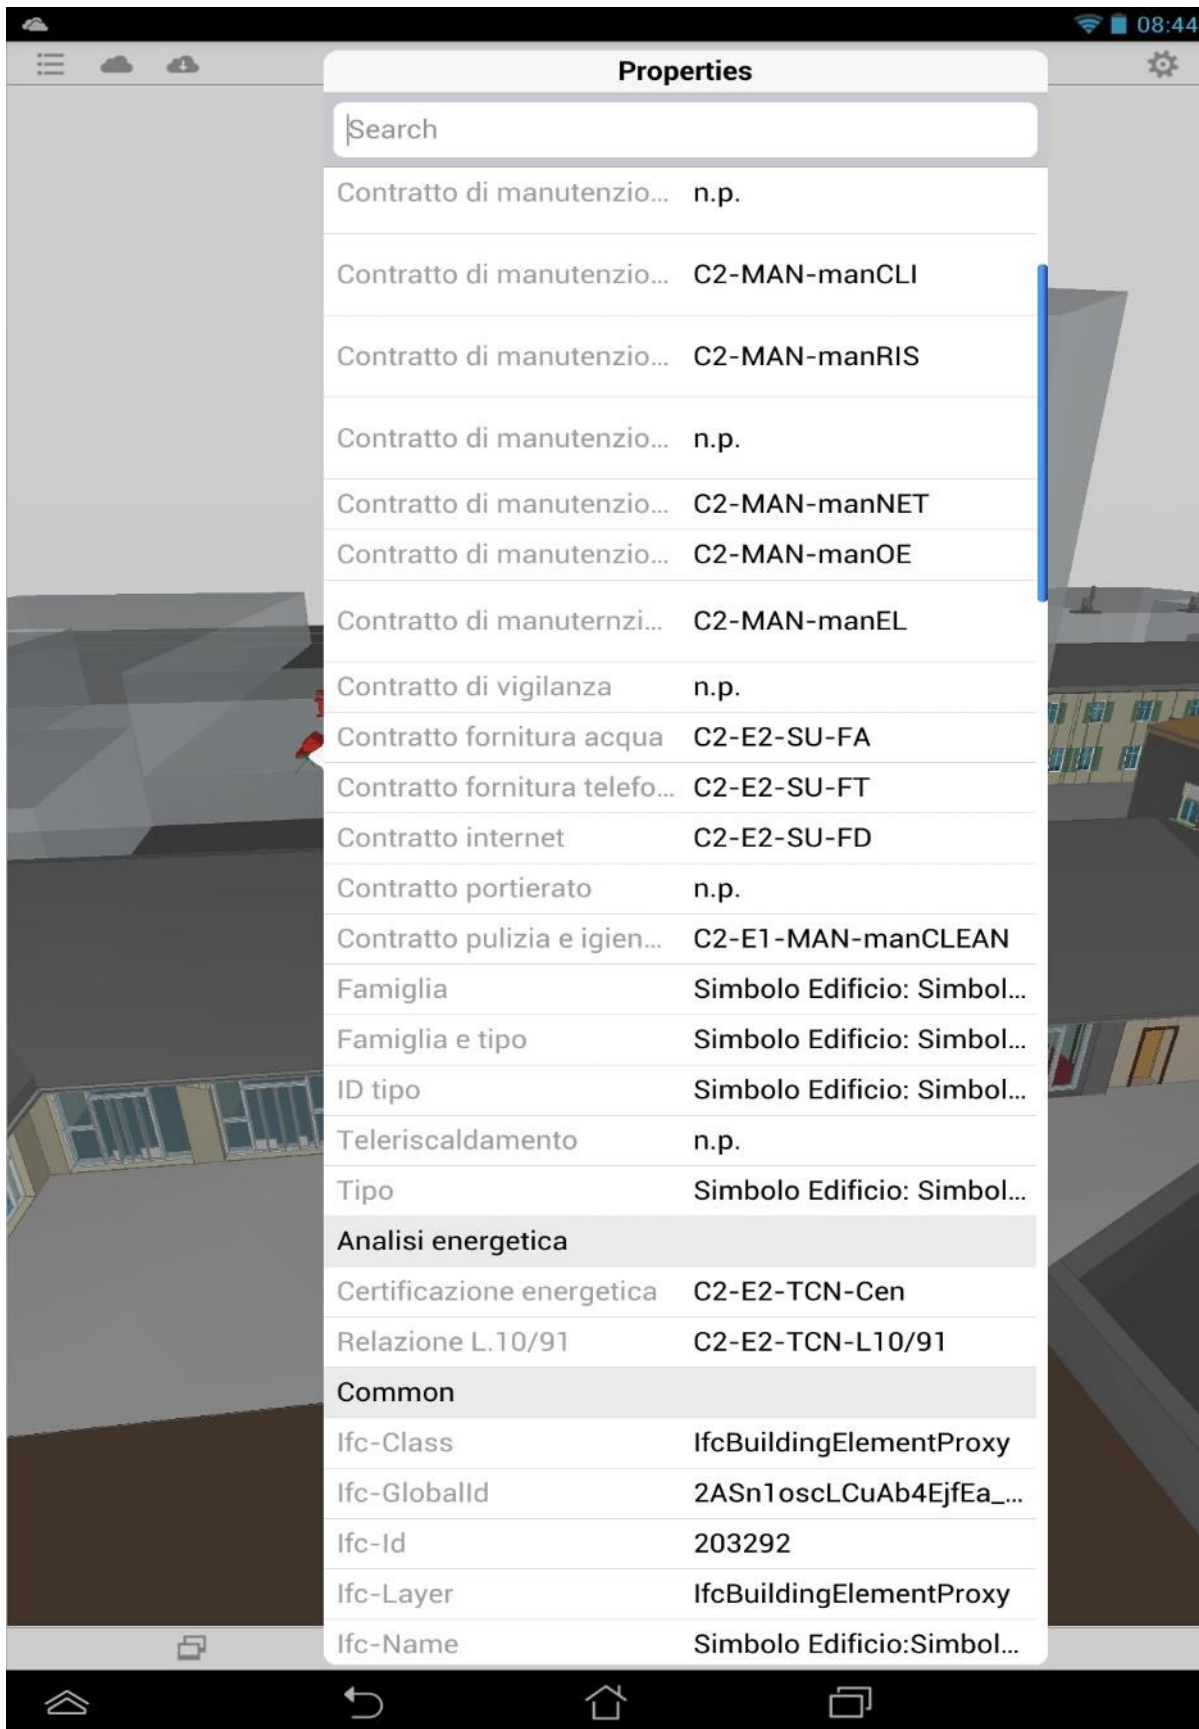 08:44
Properties
Search
Contratto di manutenzio... n.p.
Contratto di manutenzio... C2-MAN-manCLI
Contratto di manutenzio... C2-MAN-manRIS
Contratto di manutenzio... n.p.
Contratto di manutenzio... C2-MAN-manNET
Contratto di manutenzio... C2-MAN-manOE
Contratto di manuternzi... C2-MAN-manEL
Contratto di vigilanza n.p.
Contratto fornitura acqua C2-E2-SU-FA
Contratto fornitura telefo... C2-E2-SU-FT
Contratto internet C2-E2-SU-FD
Contratto portierato n.p.
Contratto pulizia e igien... C2-E1-MAN-manCLEAN
Famiglia Simbolo Edificio: Simbol...
Famiglia e tipo Simbolo Edificio: Simbol...
ID tipo Simbolo Edificio: Simbol...
Teleriscaldamento n.p.
Tipo Simbolo Edificio: Simbol...
Analisi energetica
Certificazione energetica C2-E2-TCN-Cen
Relazione L.10/91 C2-E2-TCN-L10/91
Common
Ifc-Class IfcBuildingElementProxy
Ifc-GlobalId 2ASn1oscLCuAb4EjfEa_...
Ifc-Id 203292
Ifc-Layer IfcBuildingElementProxy
Ifc-Name Simbolo Edificio:Simbol...